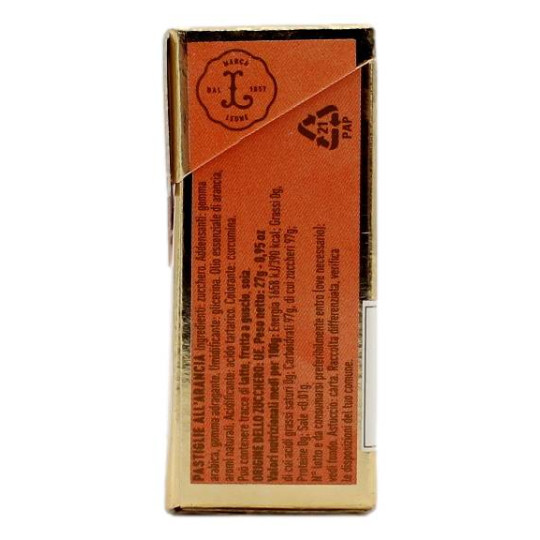 MARCA
DAL 1857
L
LEONE
21
PAP
PASTIGLIE ALL'ARANCIA Ingredienti: zucchero. Addensanti: gomma
arabica, gomma adragante. Umidificante: glicerina. Olio essenziale di arancia,
aromi naturali. Acidificante: acido tartarico. Colorante: curcumina.
Può contenere tracce di latte, frutta a guscio, soia.
ORIGINE DELLO ZUCCHERO: UE. Peso netto: 27g - 0,95 oz
Valori nutrizionali medi per 100g: Energia 1658 kJ/390 kcal; Grassi 0g,
di cui acidi grassi saturi 0g; Carboidrati 97g, di cui zuccheri 97g;
Proteine 0g; Sale <0.01g.
N° lotto e da consumarsi preferibilmente entro (ove necessario):
vedi fondo. Astuccio: carta. Raccolta differenziata, verifica
le disposizioni del tuo comune.